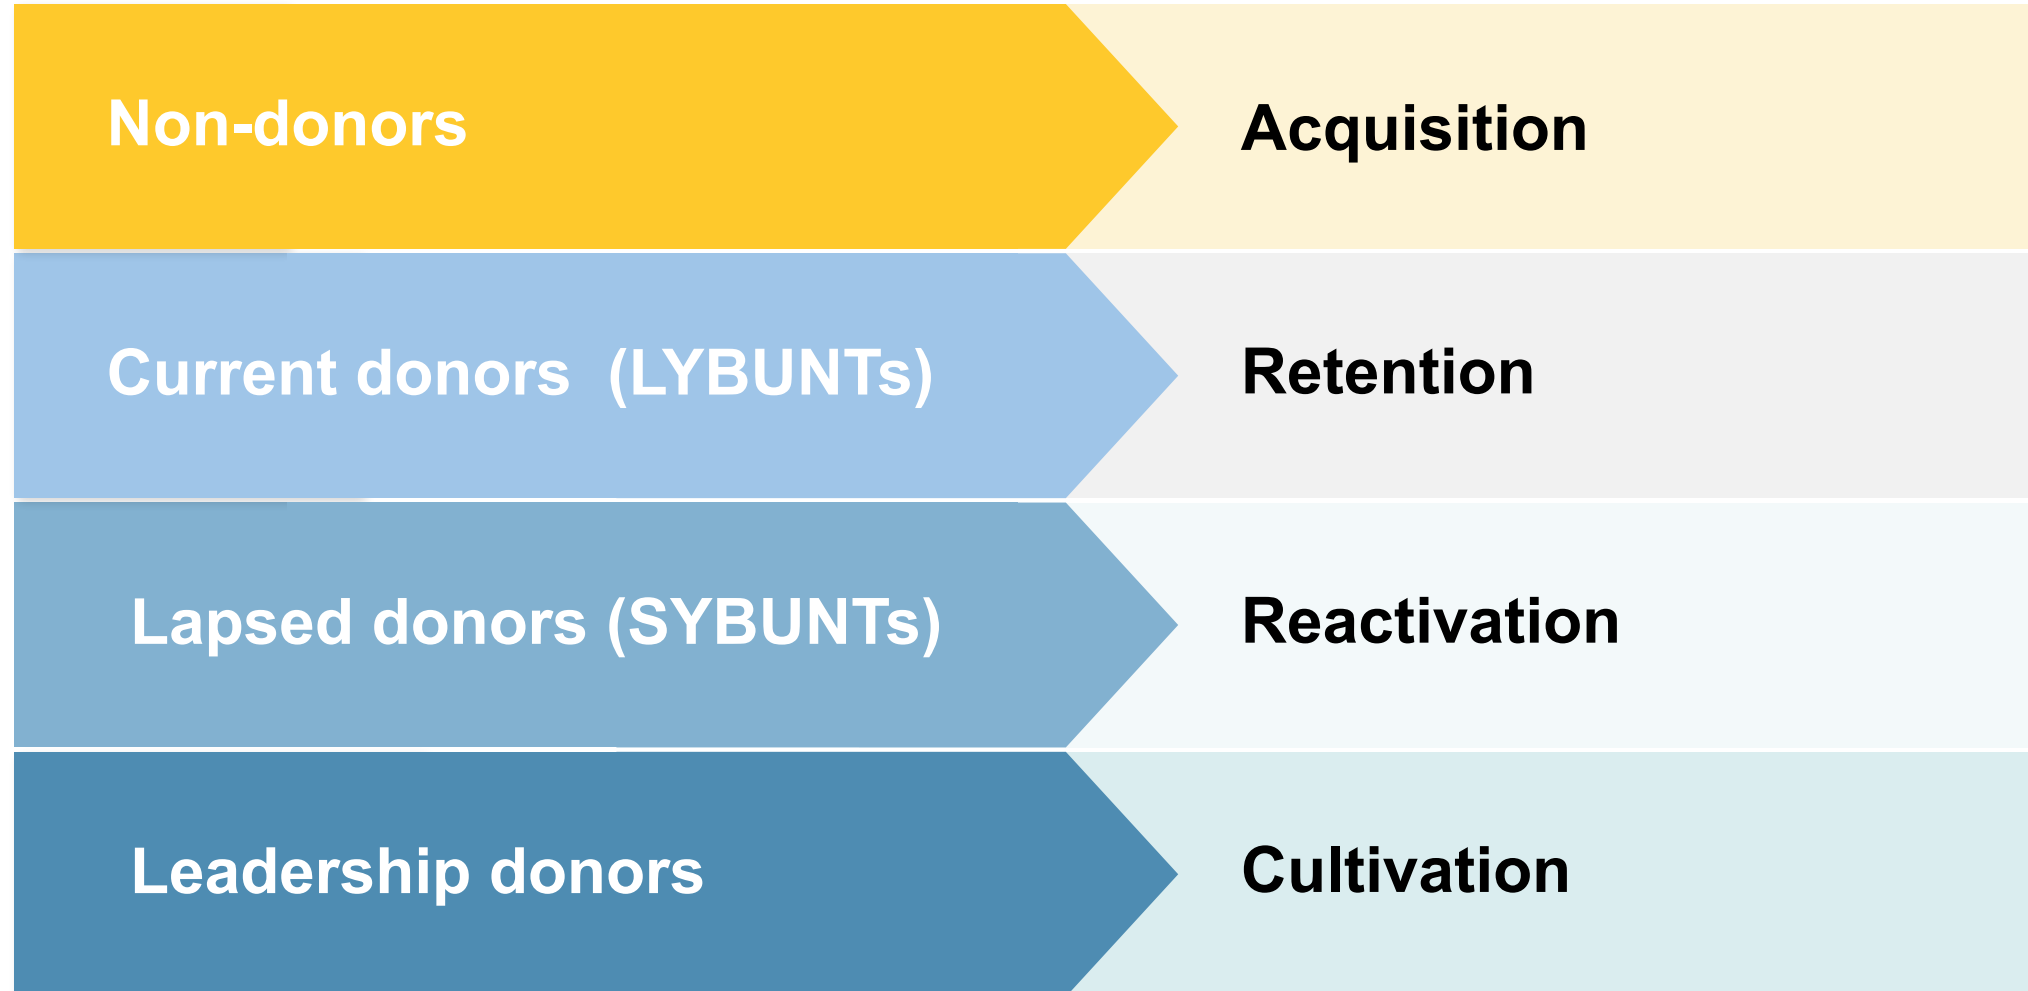 Non-donors
Acquisition
Current donors  (LYBUNTs)
Retention
Lapsed donors (SYBUNTs)
Reactivation
Leadership donors
Cultivation